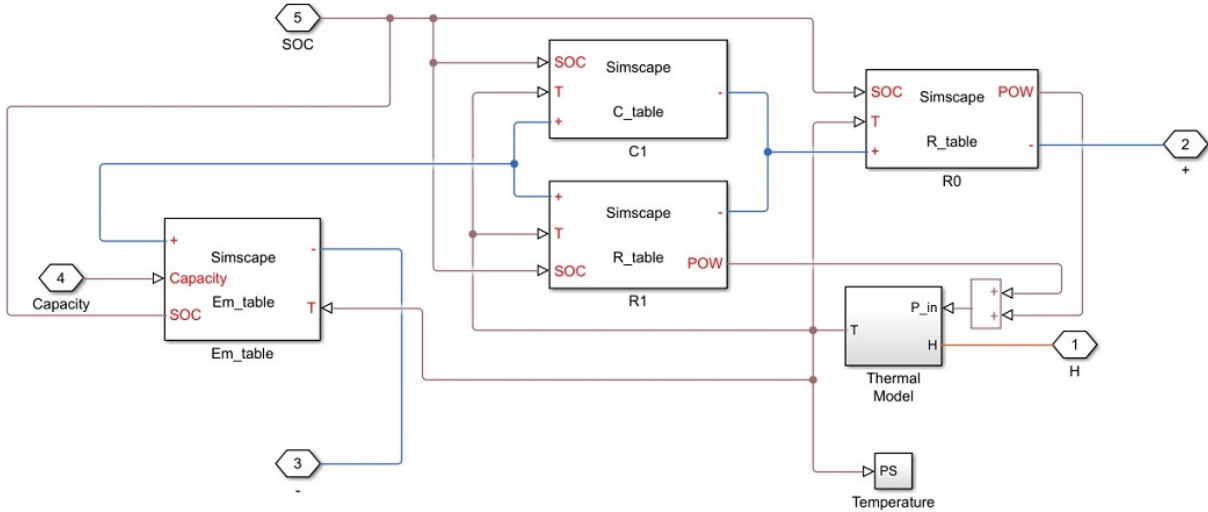 5
SOC
SOC
Simscape
T
C_table
+
-
C1
SOC
Simscape
POW
T
R_table
+
-
R0
2
+
+
Simscape
-
T
R_table
SOC
POW
R1
+
Simscape
-
Capacity
Em_table
SOC
T
Em_table
4
Capacity
+
+
P_in
T
H
Thermal
Model
1
H
3
-
PS
Temperature